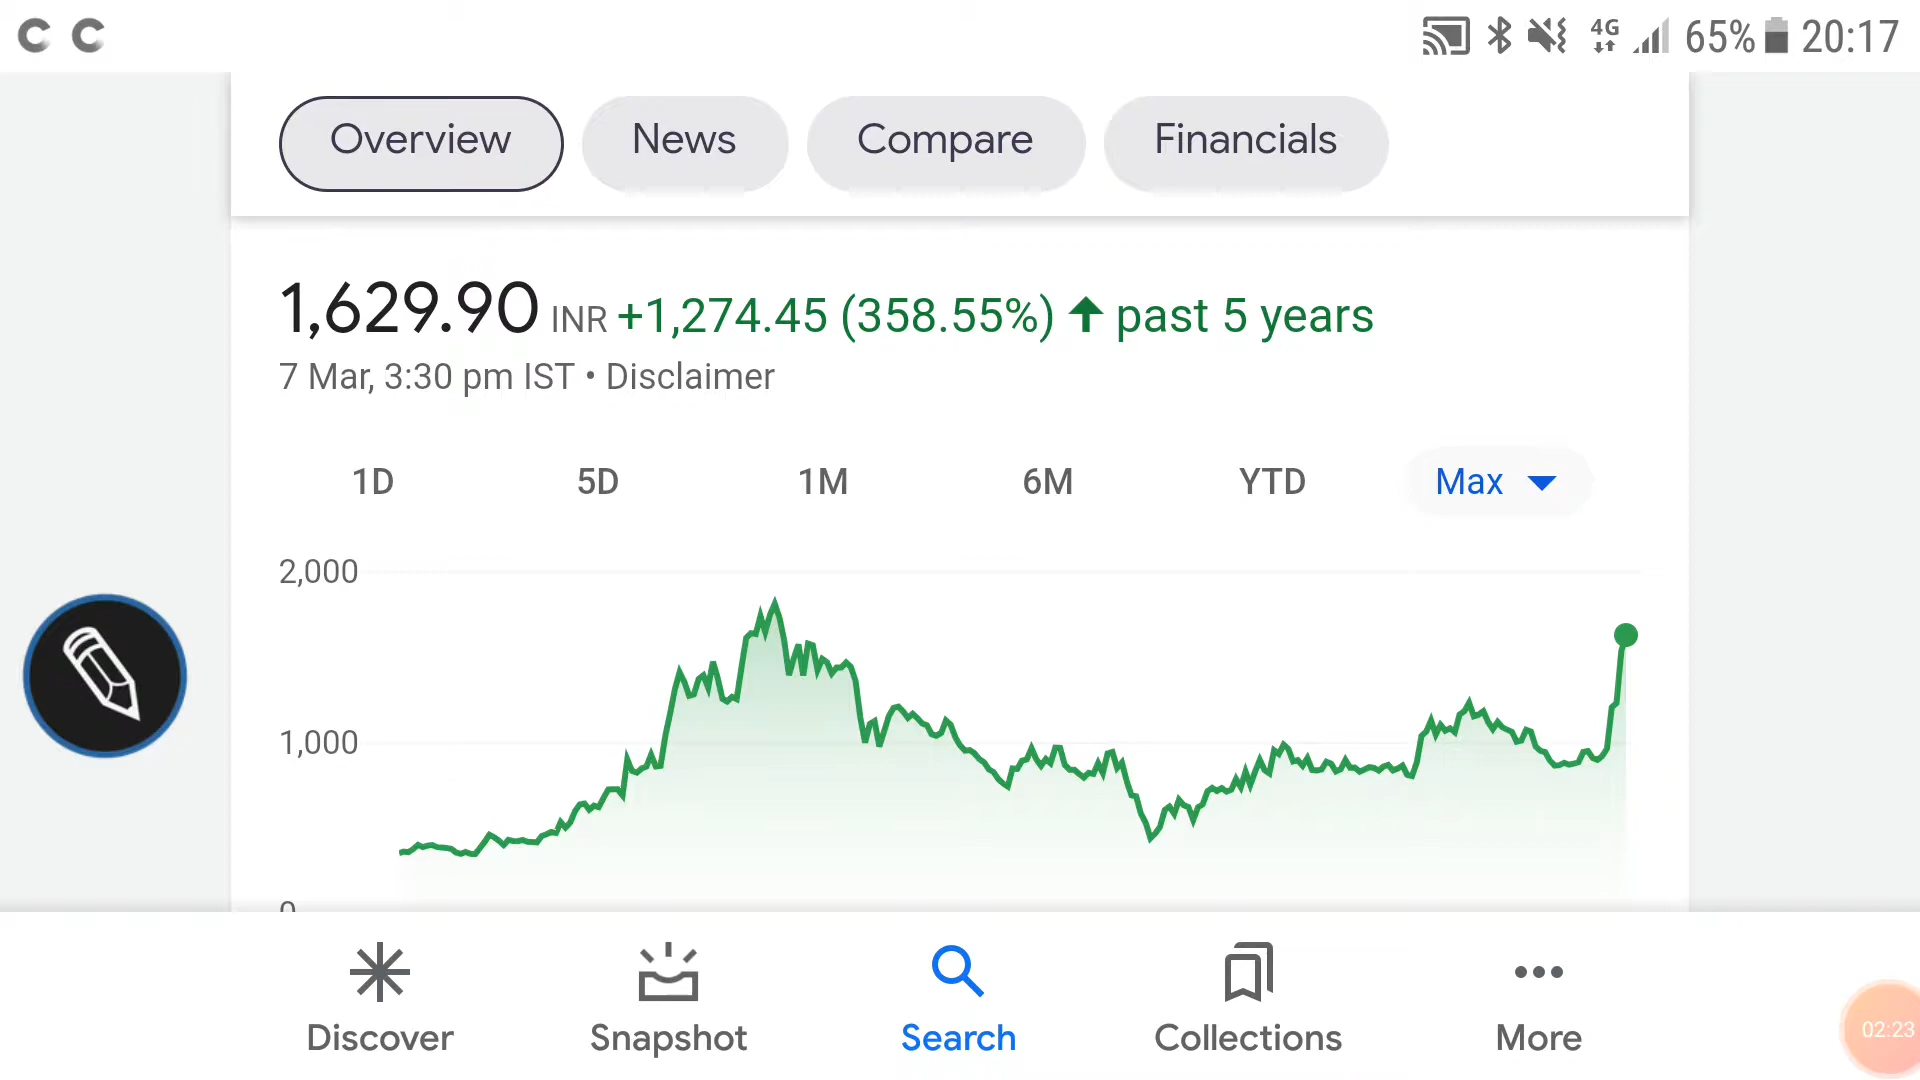 C C 4G 65% 20:17
Overview News Compare Financials
1,629.90 INR +1,274.45 (358.55%) past 5 years
7 Mar, 3:30 pm IST • Disclaimer
1D 5D 1M 6M YTD Max
2,000
1,000
0
Discover Snapshot Search Collections More
02:23